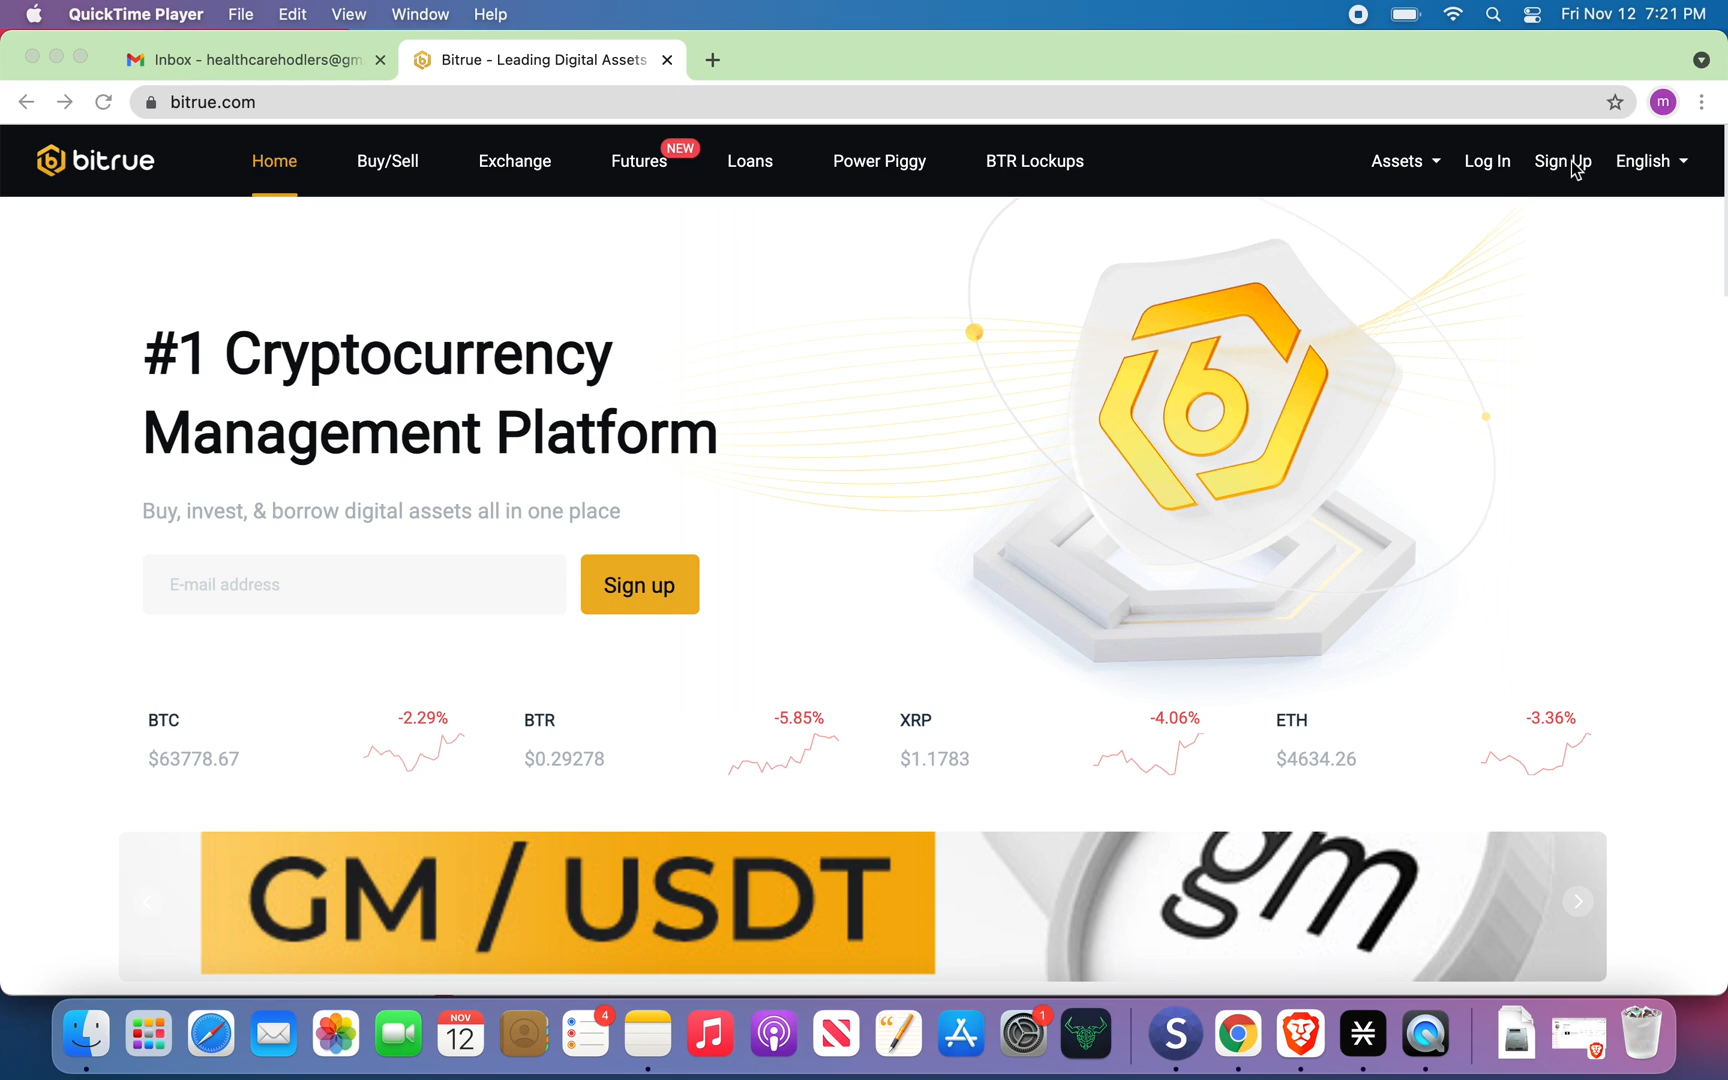 QuickTime Player File Edit View Window Help Fri Nov 12 7:21 PM
Inbox - healthcarehodlers@gm Bitrue - Leading Digital Assets
bitrue.com m
bitrue Home Buy/Sell Exchange Futures NEW Loans Power Piggy BTR Lockups Assets Log In Sign Up English
#1 Cryptocurrency
Management Platform
Buy, invest, & borrow digital assets all in one place
E-mail address Sign up
BTC -2.29% BTR -5.85% XRP -4.06% ETH -3.36%
$63778.67 $0.29278 $1.1783 $4634.26
GM / USDT gm
NOV 4 1
12 S